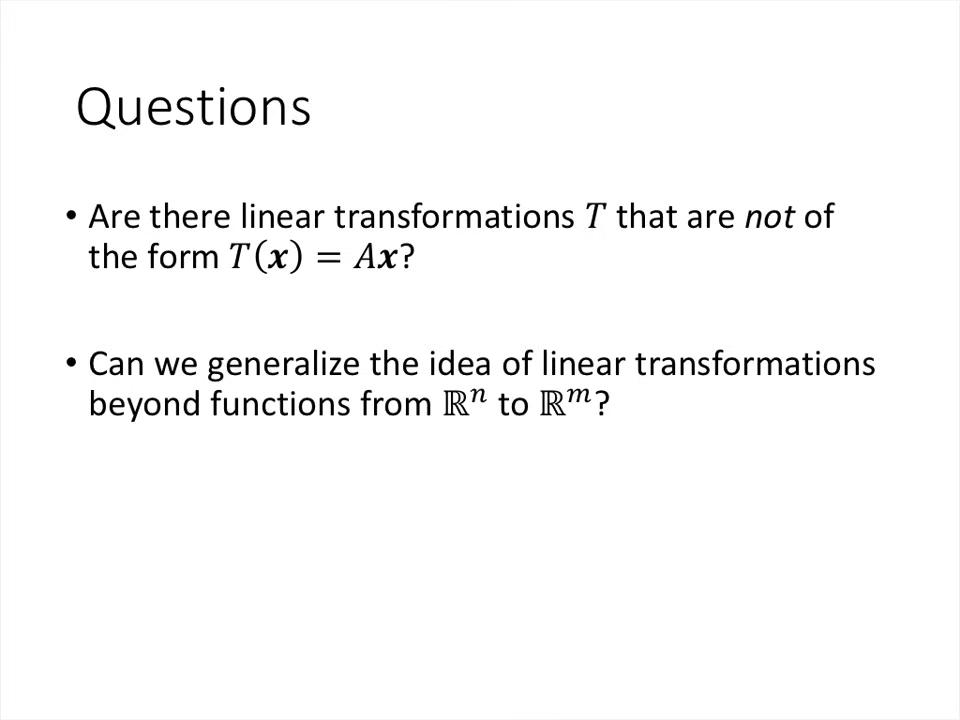 Questions
• Are there linear transformations 𝑇 that are not of
the form 𝑇(𝒙) = 𝐴𝒙?
• Can we generalize the idea of linear transformations
beyond functions from ℝⁿ to ℝᵐ?